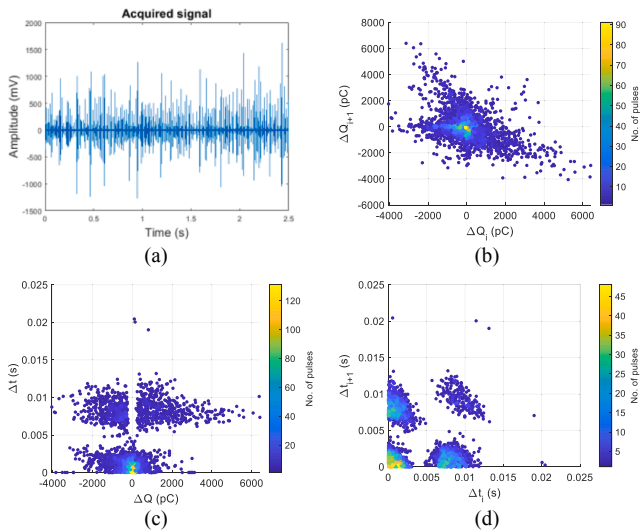 Acquired signal
2000
1500
1000
500
0
-500
-1000
-1500
Amplitude (mV)
0 0.5 1 1.5 2 2.5
Time (s)
(a)
8000
6000
4000
2000
0
-2000
-4000
-6000
ΔQi+1 (pC)
-4000 -2000 0 2000 4000 6000
ΔQi (pC)
90
80
70
60
50
40
30
20
10
No. of pulses
(b)
0.025
0.02
0.015
0.01
0.005
0
Δt (s)
-4000 -2000 0 2000 4000 6000
ΔQ (pC)
120
100
80
60
40
20
No. of pulses
(c)
0.025
0.02
0.015
0.01
0.005
0
Δti+1 (s)
0 0.005 0.01 0.015 0.02 0.025
Δti (s)
45
40
35
30
25
20
15
10
5
No. of pulses
(d)